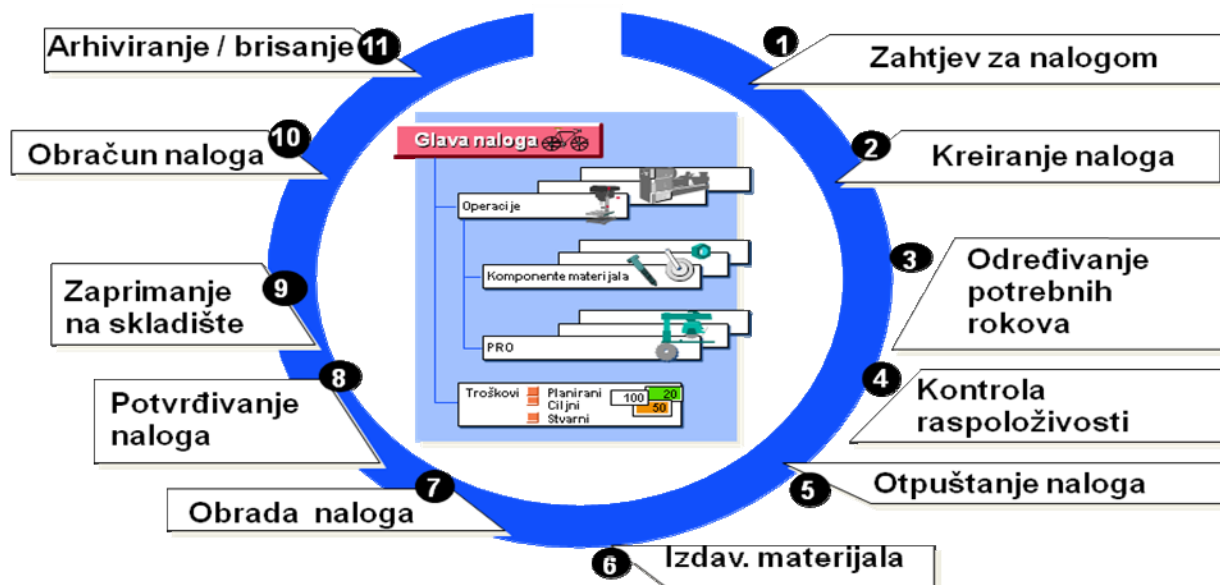 1
Zahtjev za nalogom
2
Kreiranje naloga
3
Određivanje
potrebnih
rokova
4
Kontrola
raspoloživosti
5
Otpuštanje naloga
6
Izdav. materijala
7
Obrada naloga
8
Potvrđivanje
naloga
9
Zaprimanje
na skladište
10
Obračun naloga
11
Arhiviranje / brisanje
Glava naloga
Operacije
Komponente materijala
PRO
Troškovi
Planirani
Ciljni
Stvarni
100
20
50